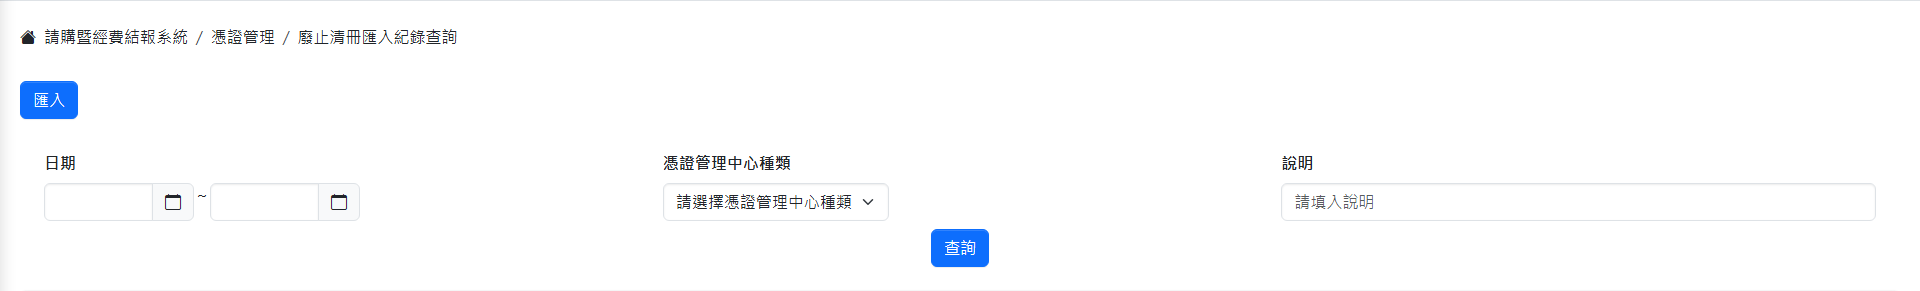 請購暨經費結報系統 / 憑證管理 / 廢止清冊匯入紀錄查詢
匯入
日期 憑證管理中心種類 說明
~ 請選擇憑證管理中心種類 請填入說明
查詢